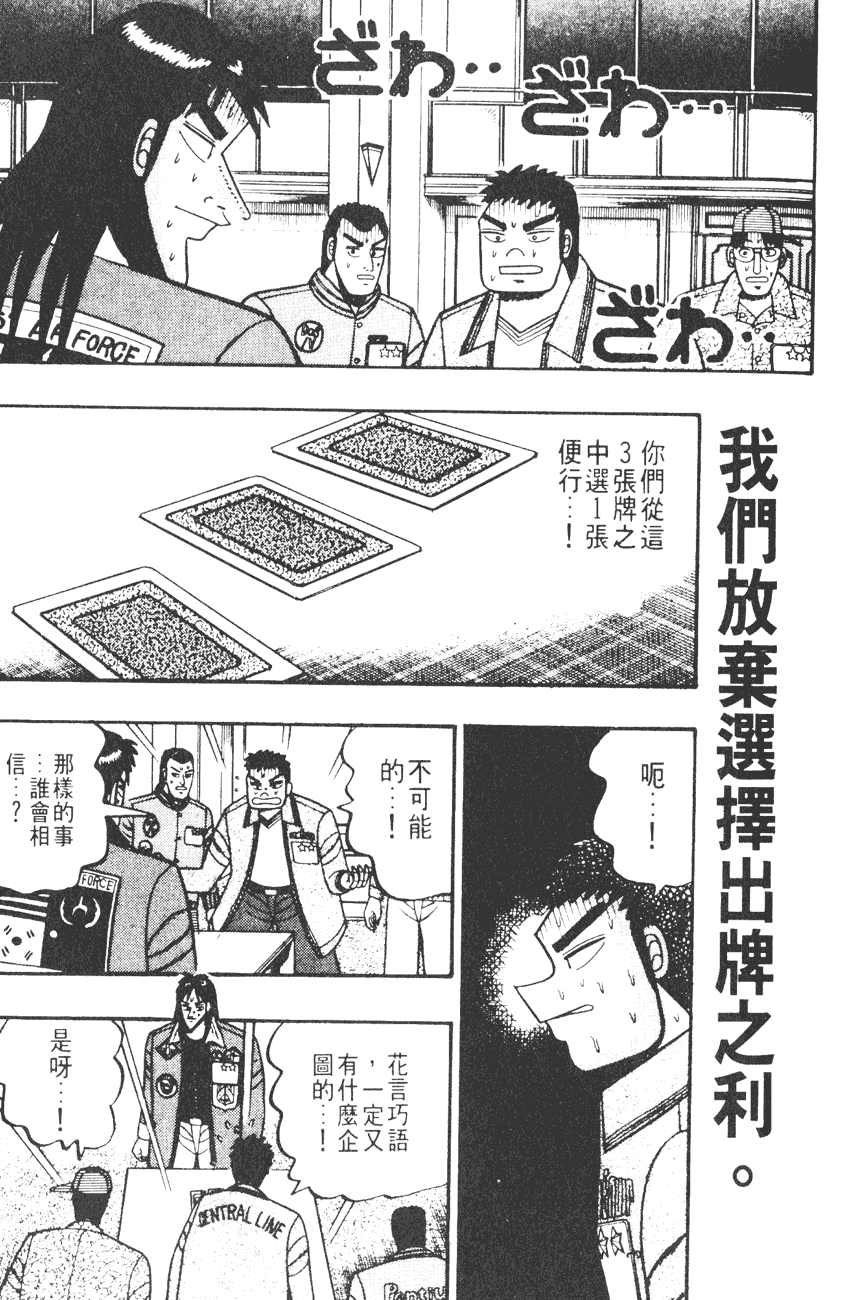 ざわ‥
ざわ‥
ざわ‥
AIR FORCE
我們放棄選擇出牌之利。
你們從這
3張牌之
中選1張
便行…！
呃…！
不可能
的…！
那樣的事
…誰會相
信…？
FORCE
花言巧語
，一定又
有什麼企
圖的…！
是呀…！
CENTRAL LINE